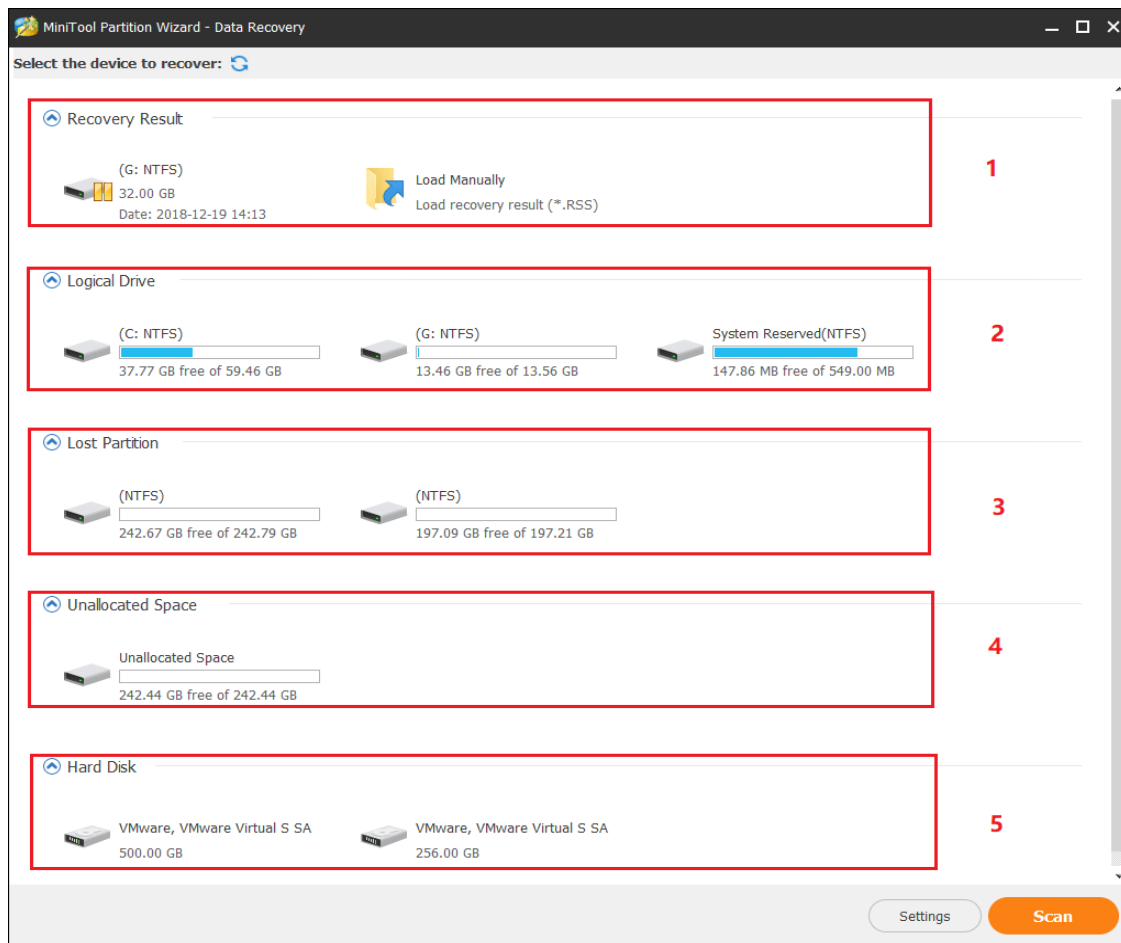 MiniTool Partition Wizard - Data Recovery
Select the device to recover:
Recovery Result
(G: NTFS)
32.00 GB
Date: 2018-12-19 14:13
Load Manually
Load recovery result (*.RSS)
1
Logical Drive
(C: NTFS)
37.77 GB free of 59.46 GB
(G: NTFS)
13.46 GB free of 13.56 GB
System Reserved(NTFS)
147.86 MB free of 549.00 MB
2
Lost Partition
(NTFS)
242.67 GB free of 242.79 GB
(NTFS)
197.09 GB free of 197.21 GB
3
Unallocated Space
Unallocated Space
242.44 GB free of 242.44 GB
4
Hard Disk
VMware, VMware Virtual S SA
500.00 GB
VMware, VMware Virtual S SA
256.00 GB
5
Settings
Scan